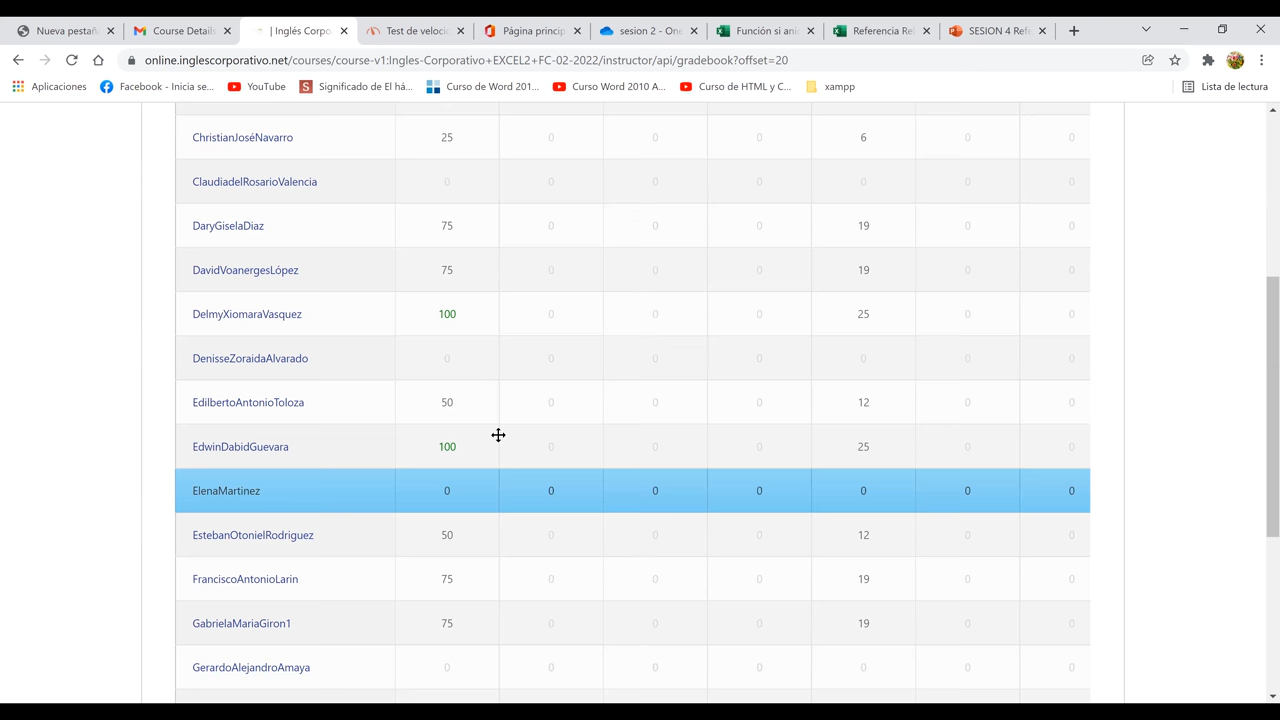 Nueva pestañ
Course Details
| Inglés Corpo
Test de veloci
Página princip
sesion 2 - One
Función si ani
Referencia Rel
SESION 4 Refe
online.inglescorporativo.net/courses/course-v1:Ingles-Corporativo+EXCEL2+TC-02-2022/instructor/api/gradebook?offset=20
Aplicaciones
Facebook - Inicia se...
YouTube
Significado de El há...
Curso de Word 201...
Curso Word 2010 A...
Curso de HTML y C...
xampp
Lista de lectura
ChristianJoséNavarro 25 0 0 0 6 0 0
ClaudiadelRosarioValencia 0 0 0 0 0 0 0
DaryGiselaDiaz 75 0 0 0 19 0 0
DavidVoanergesLópez 75 0 0 0 19 0 0
DelmyXiomaraVasquez 100 0 0 0 25 0 0
DenisseZoraidaAlvarado 0 0 0 0 0 0 0
EdilbertoAntonioToloza 50 0 0 0 12 0 0
EdwinDabidGuevara 100 0 0 0 25 0 0
ElenaMartinez 0 0 0 0 0 0 0
EstebanOtonielRodriguez 50 0 0 0 12 0 0
FranciscoAntonioLarin 75 0 0 0 19 0 0
GabrielaMariaGiron1 75 0 0 0 19 0 0
GerardoAlejandroAmaya 0 0 0 0 0 0 0